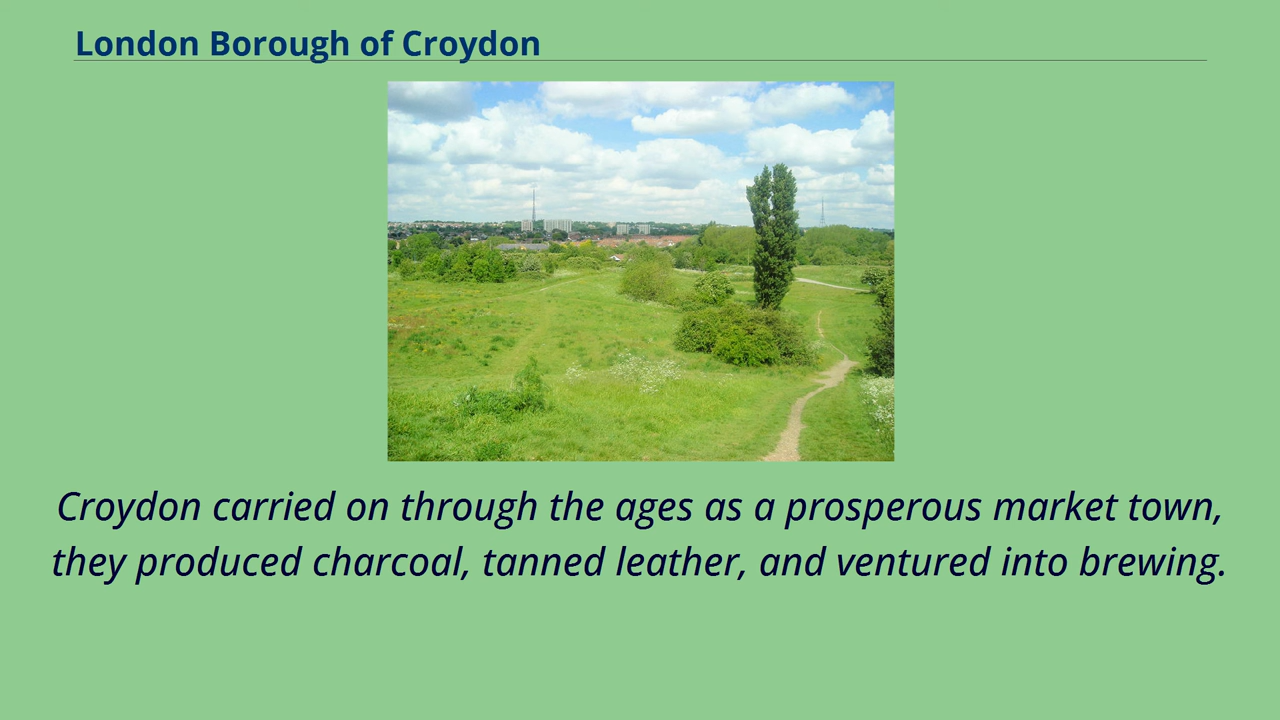 London Borough of Croydon
Croydon carried on through the ages as a prosperous market town,
they produced charcoal, tanned leather, and ventured into brewing.